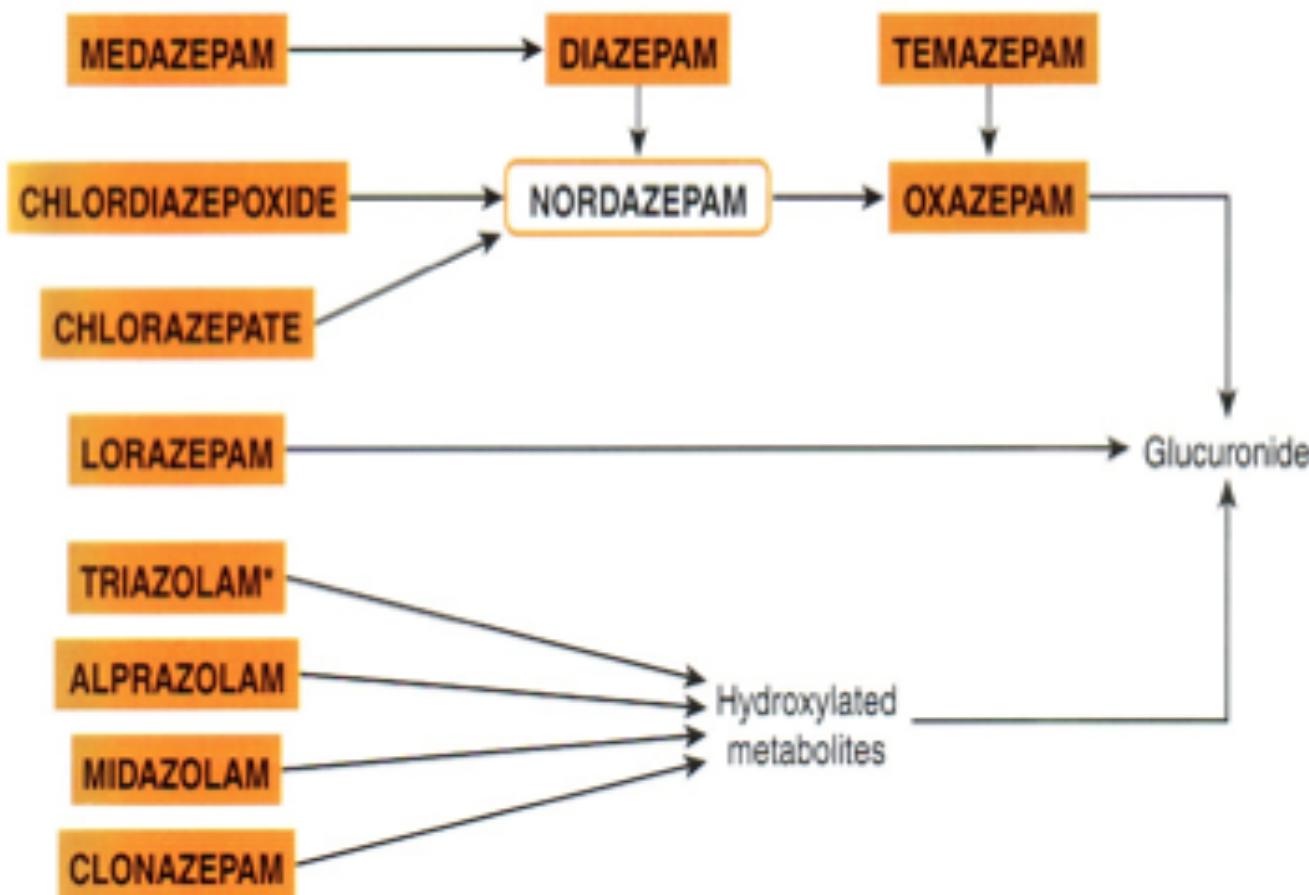 MEDAZEPAM
DIAZEPAM
TEMAZEPAM
CHLORDIAZEPOXIDE
NORDAZEPAM
OXAZEPAM
CHLORAZEPATE
LORAZEPAM
Glucuronide
TRIAZOLAM*
ALPRAZOLAM
Hydroxylated
metabolites
MIDAZOLAM
CLONAZEPAM